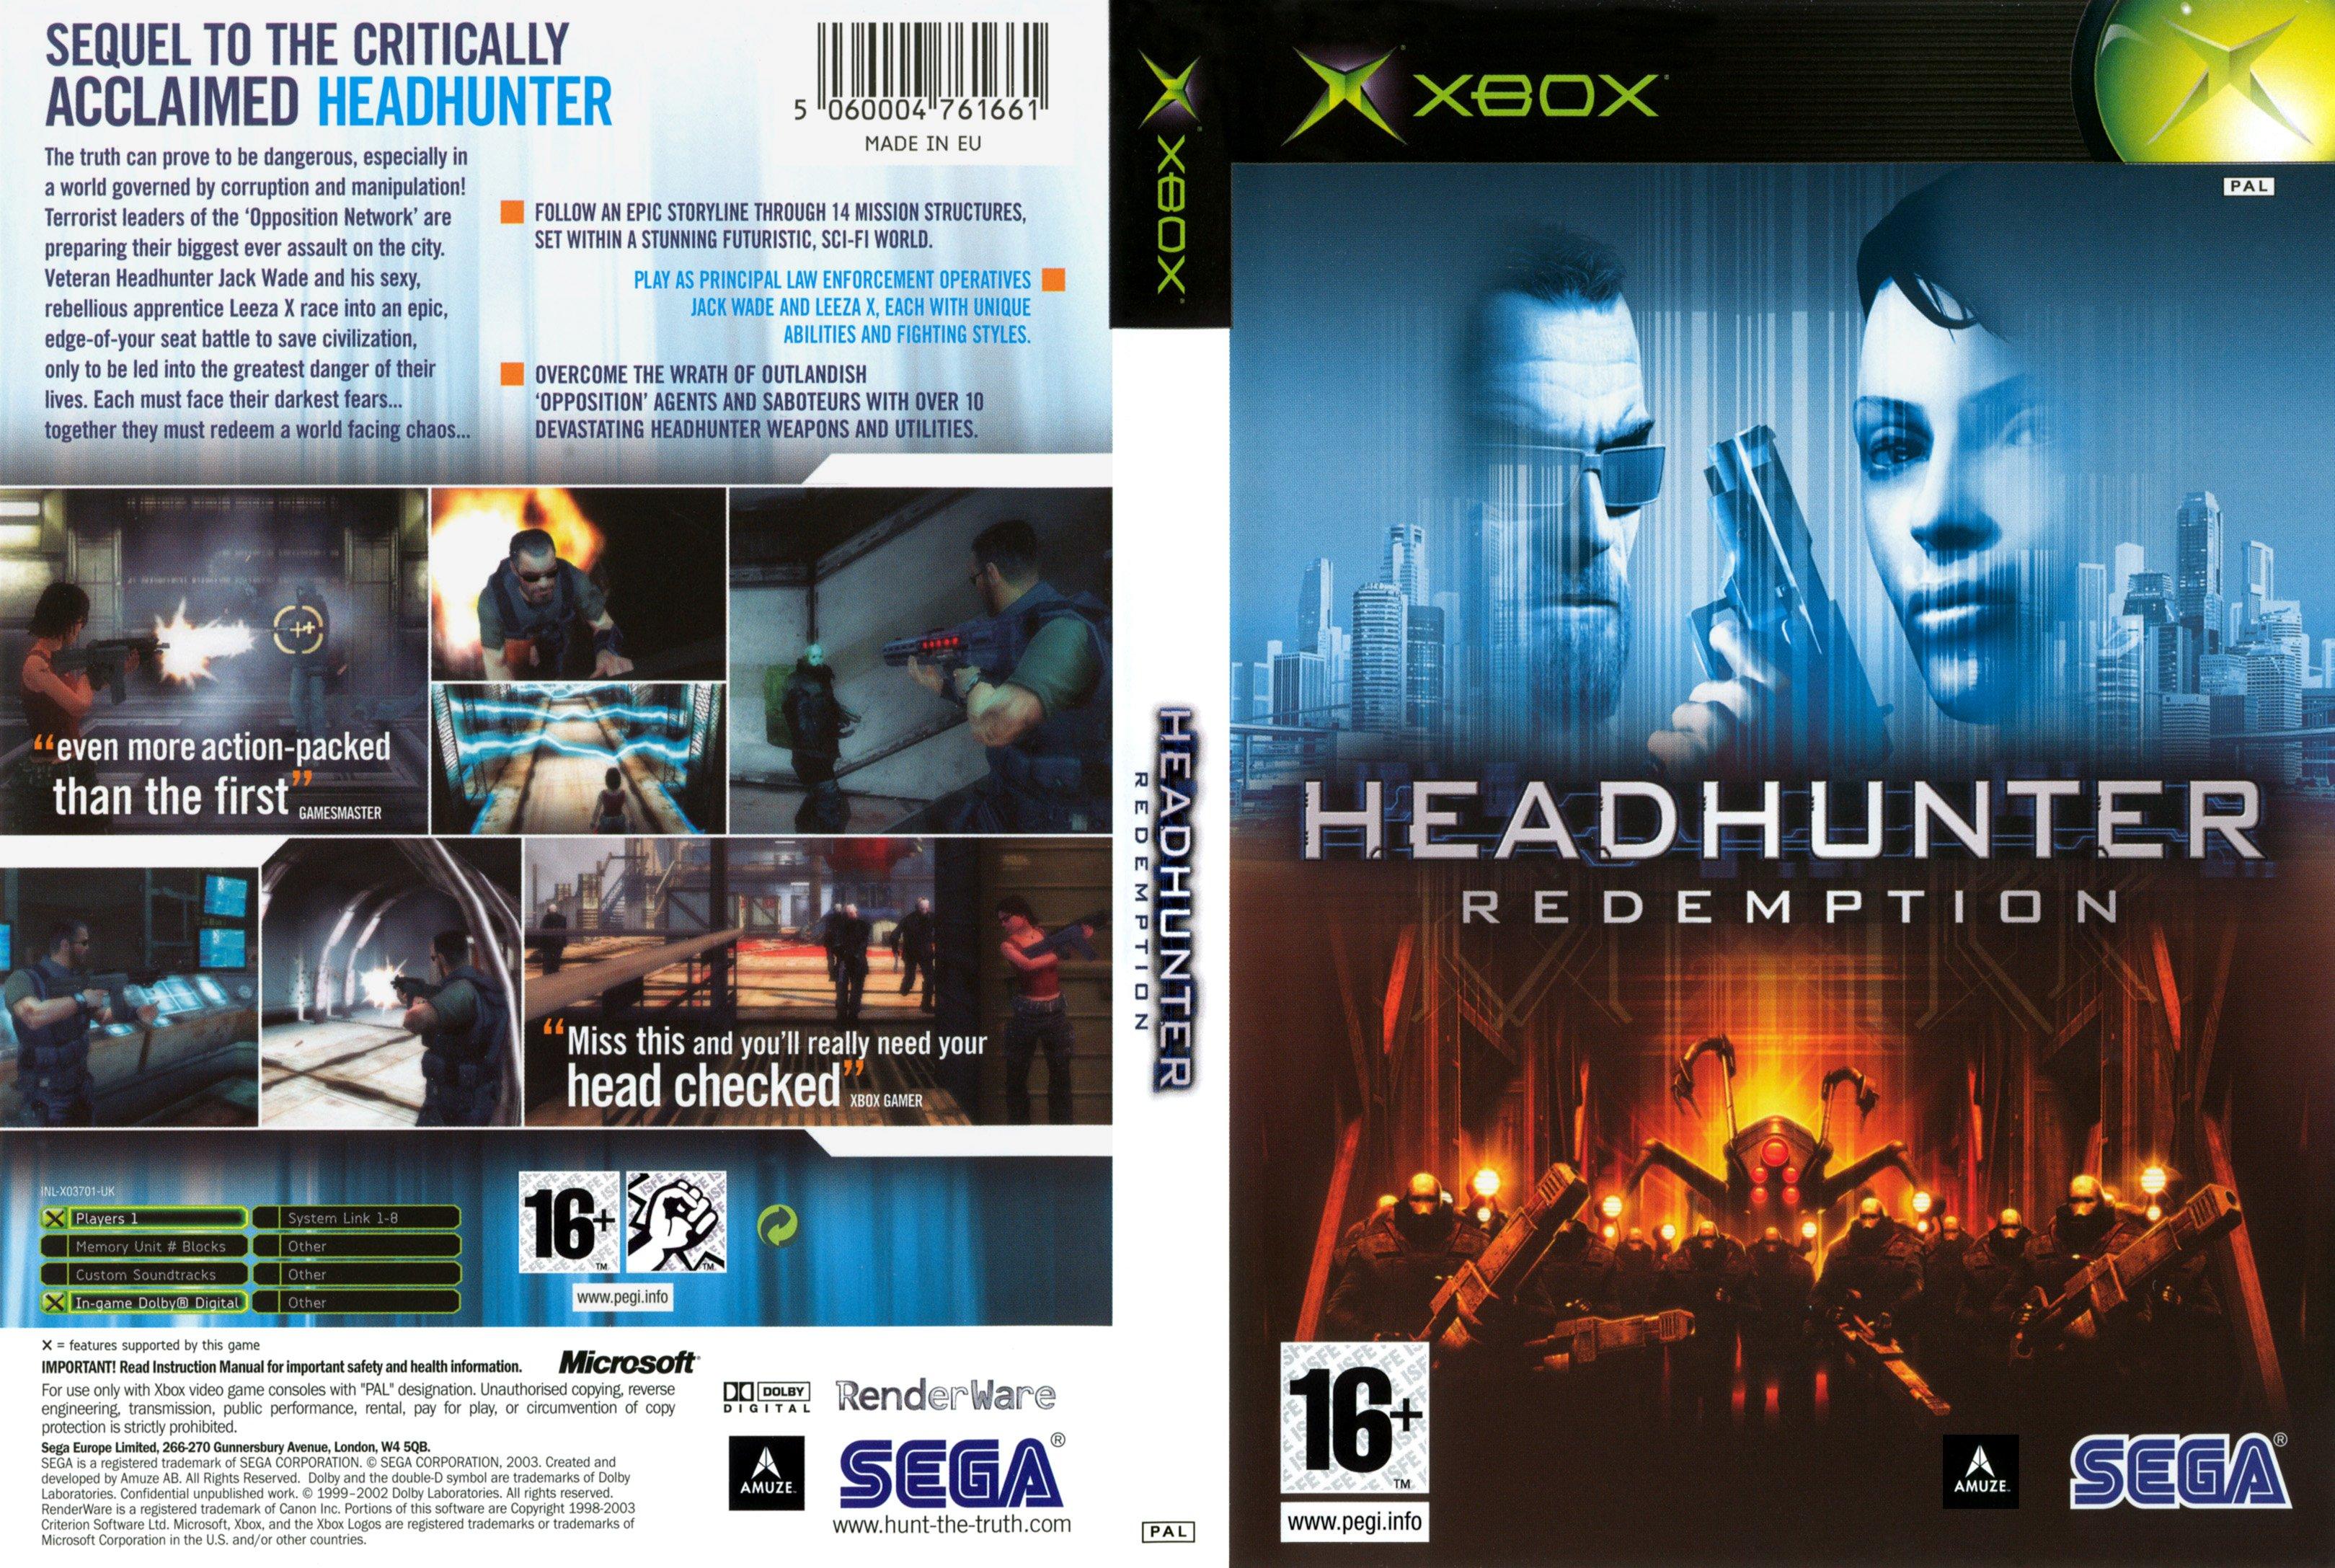 SEQUEL TO THE CRITICALLY
ACCLAIMED HEADHUNTER
The truth can prove to be dangerous, especially in
a world governed by corruption and manipulation!
Terrorist leaders of the ‘Opposition Network’ are
preparing their biggest ever assault on the city.
Veteran Headhunter Jack Wade and his sexy,
rebellious apprentice Leeza X race into an epic,
edge-of-your seat battle to save civilization,
only to be led into the greatest danger of their
lives. Each must face their darkest fears...
together they must redeem a world facing chaos...
5 060004 761661
MADE IN EU
FOLLOW AN EPIC STORYLINE THROUGH 14 MISSION STRUCTURES,
SET WITHIN A STUNNING FUTURISTIC, SCI-FI WORLD.
PLAY AS PRINCIPAL LAW ENFORCEMENT OPERATIVES
JACK WADE AND LEEZA X, EACH WITH UNIQUE
ABILITIES AND FIGHTING STYLES.
OVERCOME THE WRATH OF OUTLANDISH
‘OPPOSITION’ AGENTS AND SABOTEURS WITH OVER 10
DEVASTATING HEADHUNTER WEAPONS AND UTILITIES.
“even more action-packed
than the first” GAMESMASTER
“Miss this and you’ll really need your
head checked” XBOX GAMER
INL-X03701-UK
Players 1
System Link 1-8
Memory Unit # Blocks
Other
Custom Soundtracks
Other
In-game Dolby® Digital
Other
16+
TM
TM
www.pegi.info
X = features supported by this game
IMPORTANT! Read Instruction Manual for important safety and health information.
Microsoft®
For use only with Xbox video game consoles with "PAL" designation. Unauthorised copying, reverse
engineering, transmission, public performance, rental, pay for play, or circumvention of copy
protection is strictly prohibited.
Sega Europe Limited, 266-270 Gunnersbury Avenue, London, W4 5QB.
SEGA is a registered trademark of SEGA CORPORATION. © SEGA CORPORATION, 2003. Created and
developed by Amuze AB. All Rights Reserved. Dolby and the double-D symbol are trademarks of Dolby
Laboratories. Confidential unpublished work. © 1999-2002 Dolby Laboratories. All rights reserved.
RenderWare is a registered trademark of Canon Inc. Portions of this software are Copyright 1998-2003
Criterion Software Ltd. Microsoft, Xbox, and the Xbox Logos are registered trademarks or trademarks of
Microsoft Corporation in the U.S. and/or other countries.
DOLBY
DIGITAL
RenderWare
AMUZE
SEGA®
www.hunt-the-truth.com
XBOX
HEADHUNTER
REDEMPTION
PAL
XBOX
PAL
HEADHUNTER
REDEMPTION
16+
TM
www.pegi.info
AMUZE
SEGA®